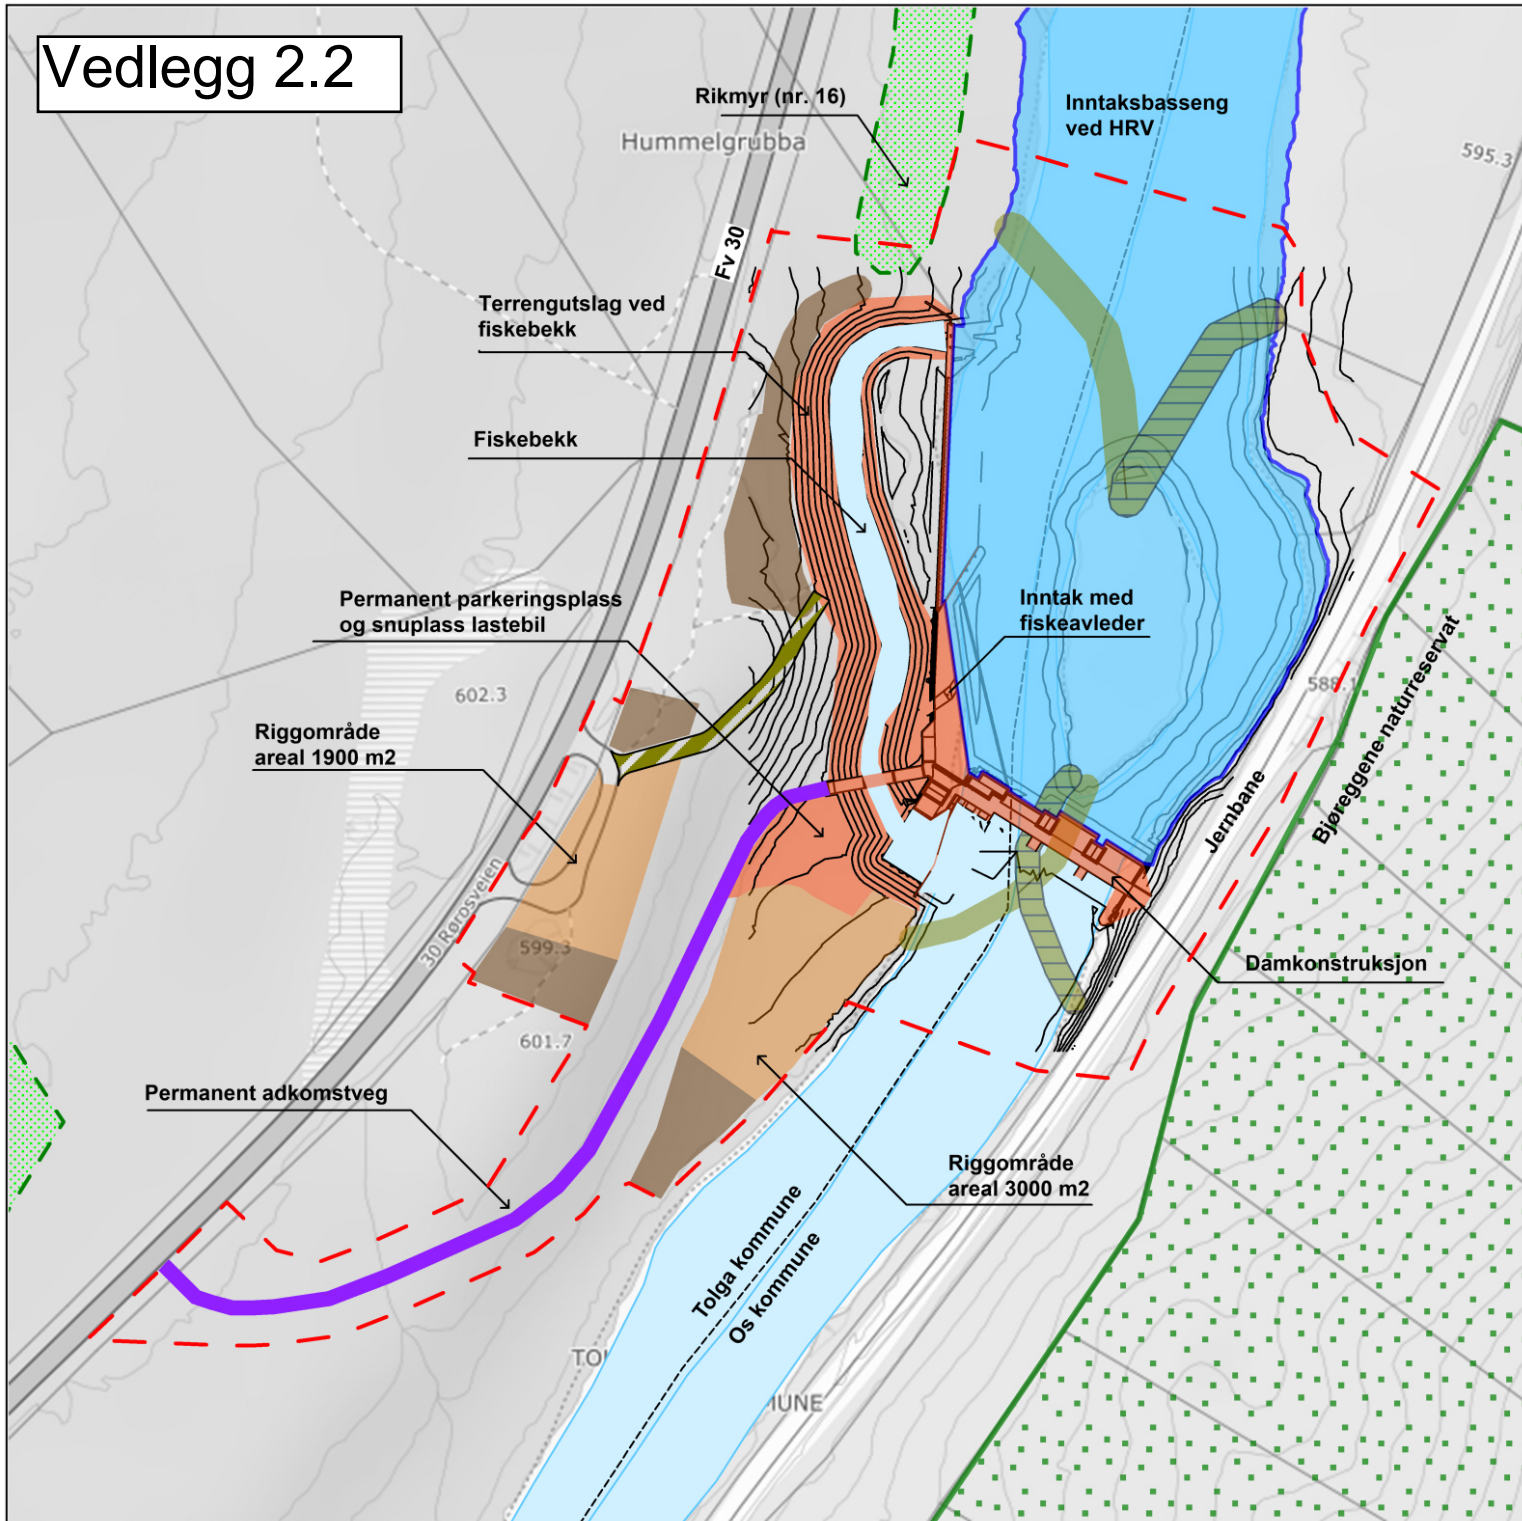 Vedlegg 2.2
Rikmyr (nr. 16)
Inntaksbasseng
ved HRV
Hummelgrubba
595.3
Fv 30
Terrengutslag ved
fiskebekk
Fiskebekk
Permanent parkeringsplass
og snuplass lastebil
Inntak med
fiskeavleder
602.3
588.1
Riggområde
areal 1900 m2
Jernbane
Bjøreggene naturreservat
30 Rørosveien
599.3
Damkonstruksjon
601.7
Permanent adkomstveg
Riggområde
areal 3000 m2
Tolga kommune
Os kommune